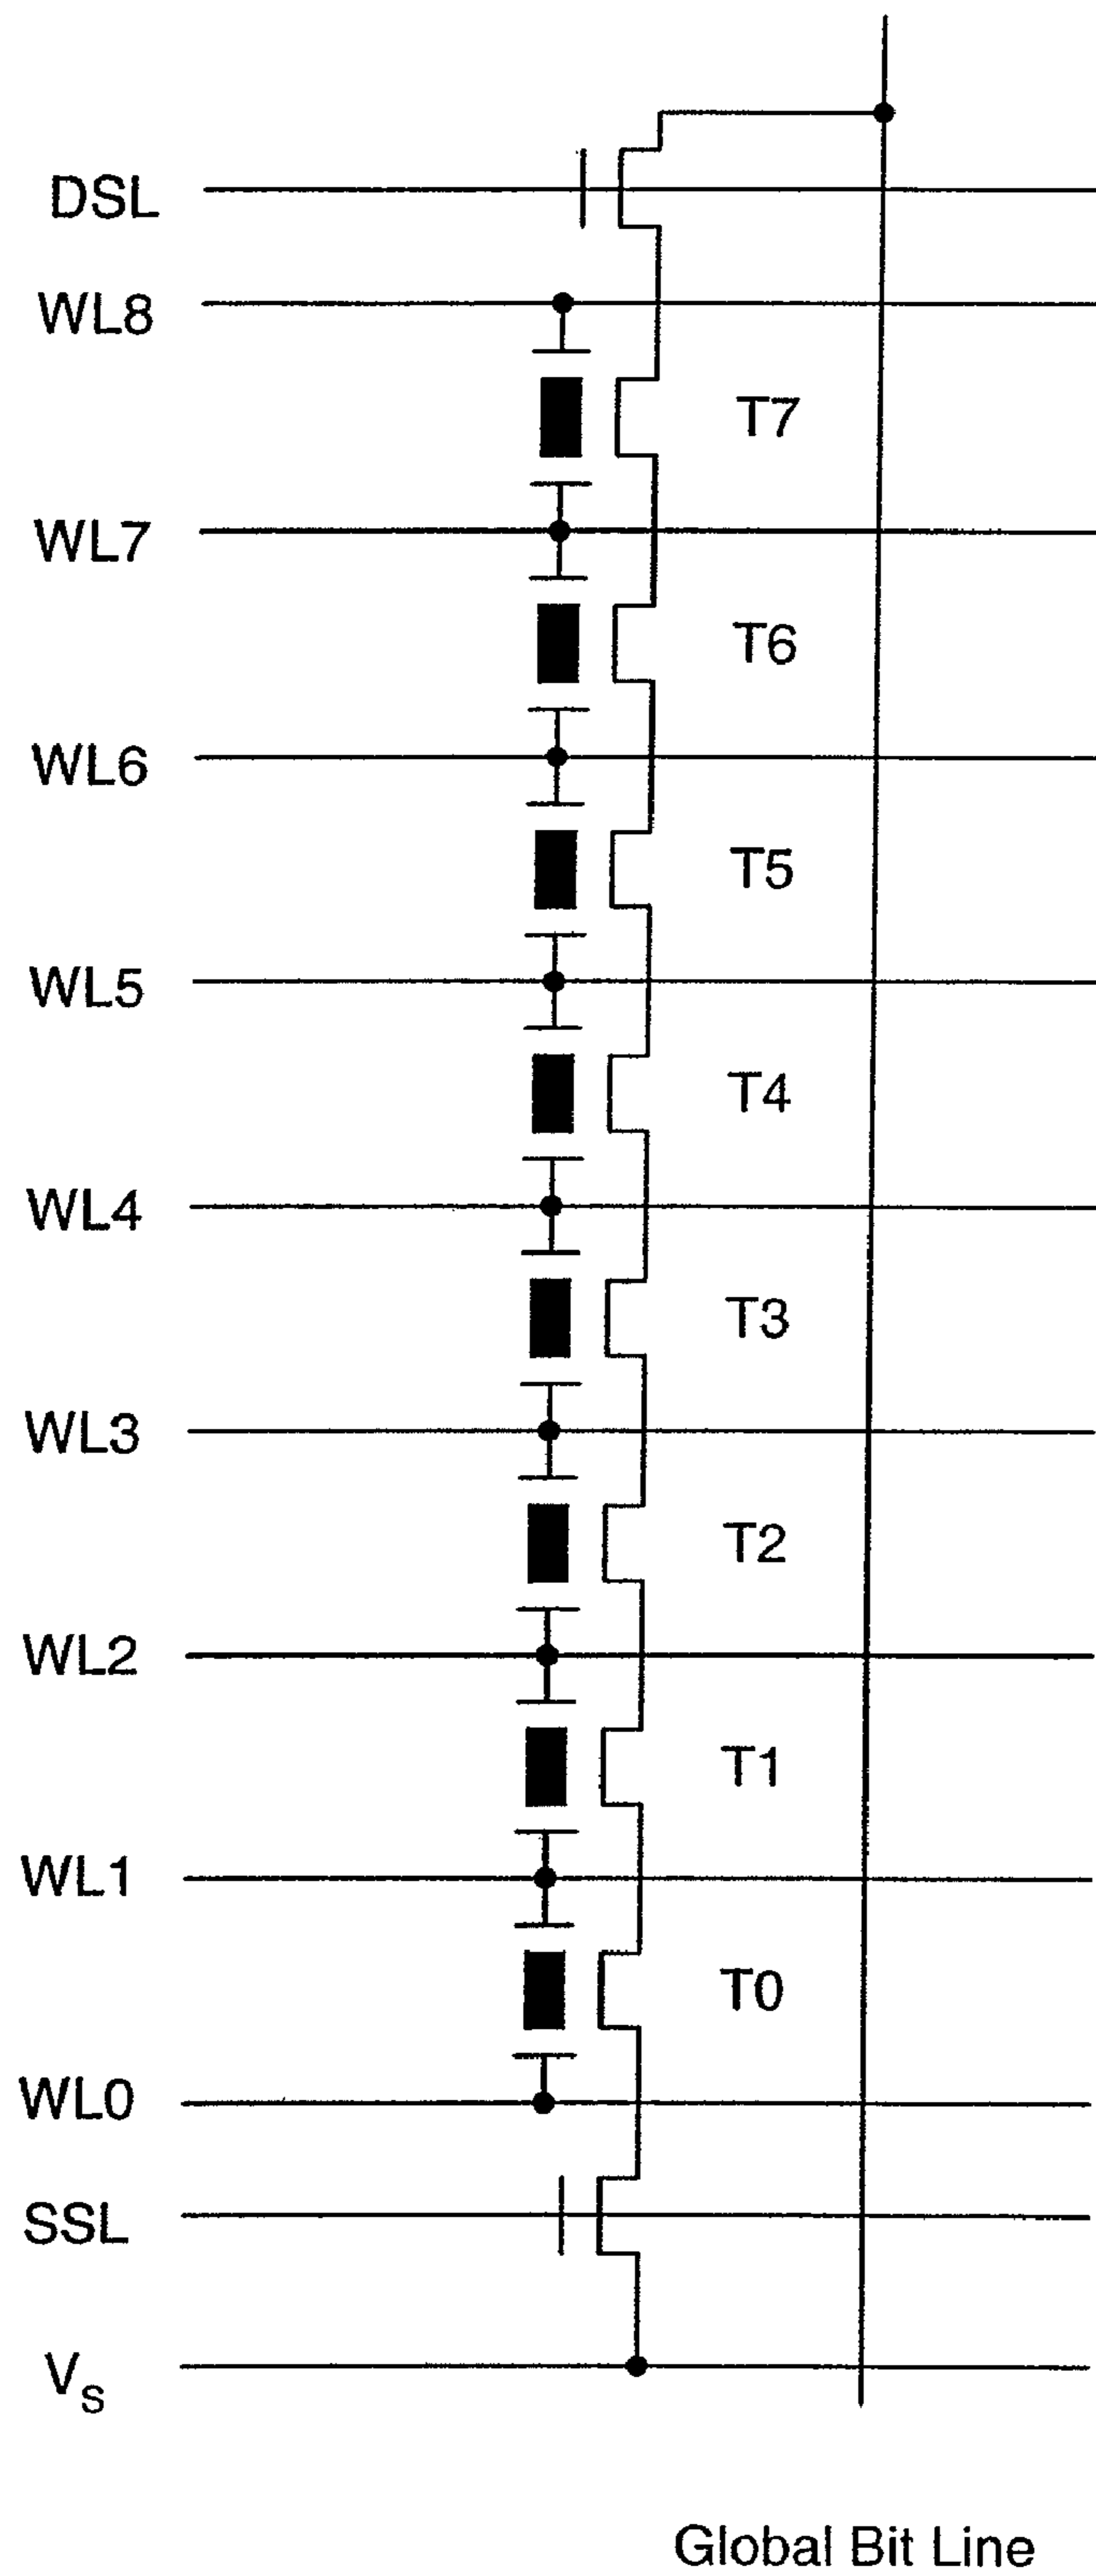 DSL
WL8
T7
WL7
T6
WL6
T5
WL5
T4
WL4
T3
WL3
T2
WL2
T1
WL1
T0
WL0
SSL
VS
Global Bit Line